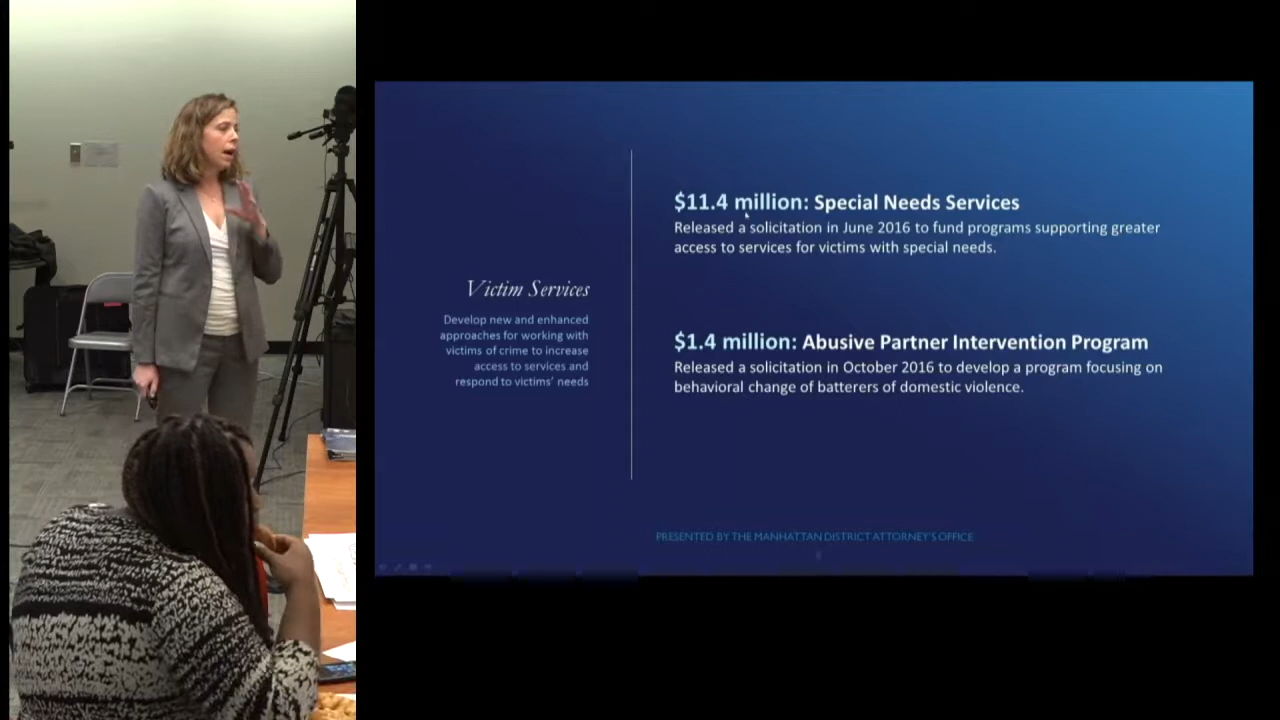 Victim Services
Develop new and enhanced
approaches for working with
victims of crime to increase
access to services and
respond to victims' needs
$11.4 million: Special Needs Services
Released a solicitation in June 2016 to fund programs supporting greater
access to services for victims with special needs.
$1.4 million: Abusive Partner Intervention Program
Released a solicitation in October 2016 to develop a program focusing on
behavioral change of batterers of domestic violence.
PRESENTED BY THE MANHATTAN DISTRICT ATTORNEY'S OFFICE